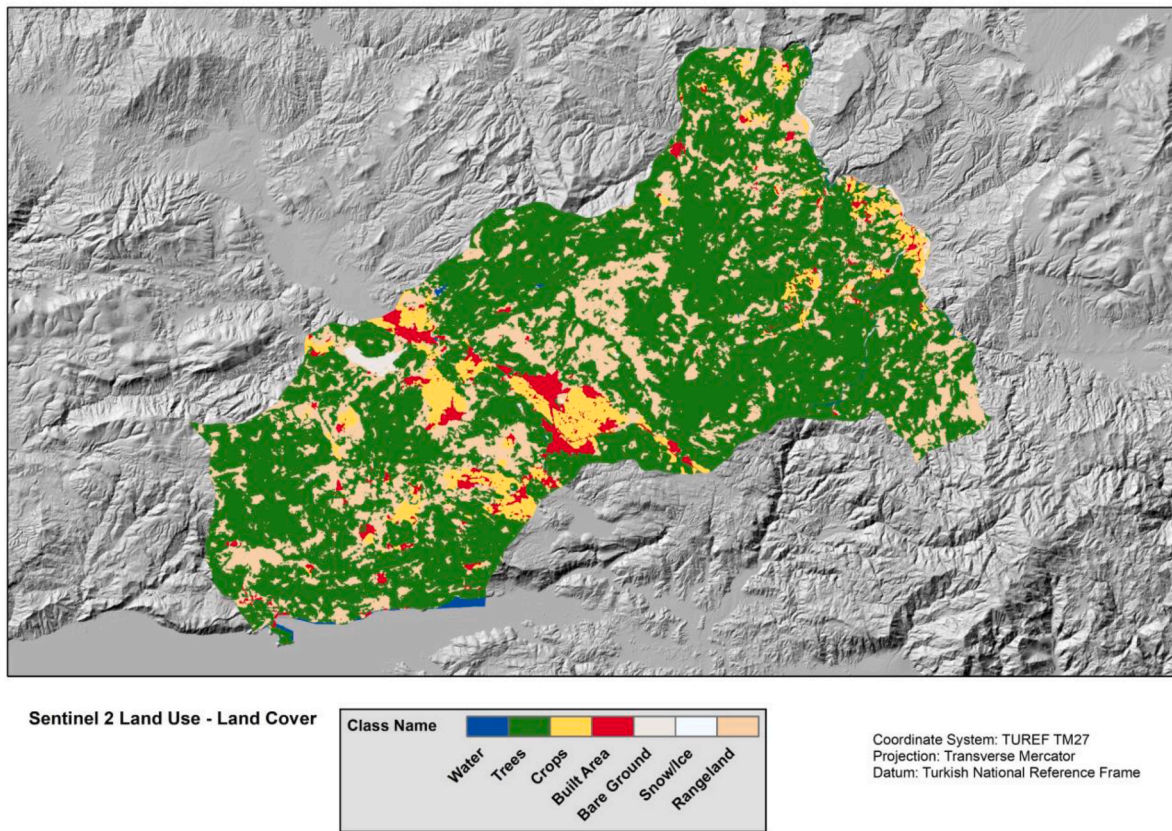 Sentinel 2 Land Use - Land Cover
Class Name
Water
Trees
Crops
Built Area
Bare Ground
Snow/Ice
Rangeland
Coordinate System: TUREF TM27
Projection: Transverse Mercator
Datum: Turkish National Reference Frame